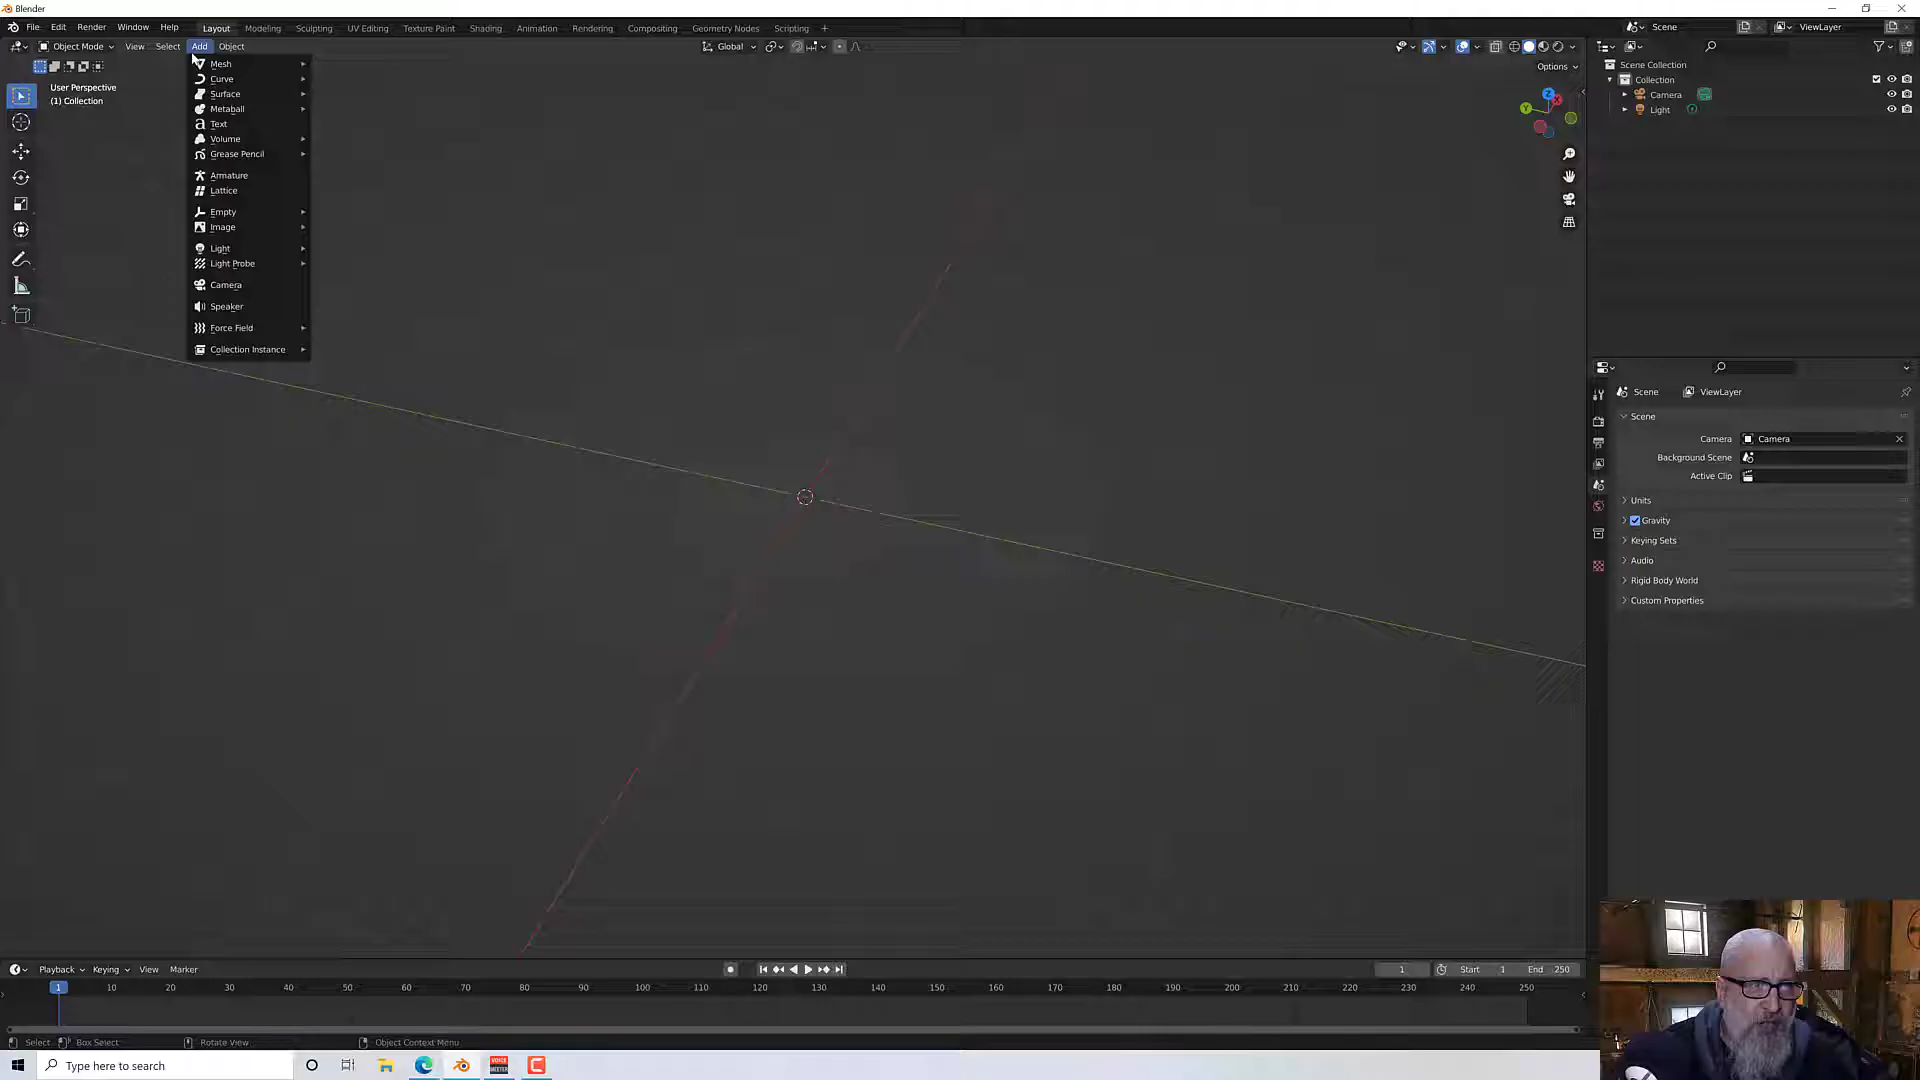 Blender
File Edit Render Window Help Layout Modeling Sculpting UV Editing Texture Paint Shading Animation Rendering Compositing Geometry Nodes Scripting + Scene ViewLayer
Object Mode View Select Add Object Global
Options
User Perspective
(1) Collection
Mesh
Curve
Surface
Metaball
Text
Volume
Grease Pencil
Armature
Lattice
Empty
Image
Light
Light Probe
Camera
Speaker
Force Field
Collection Instance
Z
X
Y
Scene Collection
Collection
Camera
Light
Scene ViewLayer
Scene
Camera Camera
Background Scene
Active Clip
Units
Gravity
Keying Sets
Audio
Rigid Body World
Custom Properties
Playback Keying View Marker 1 Start 1 End 250
1 10 20 30 40 50 60 70 80 90 100 110 120 130 140 150 160 170 180 190 200 210 220 230 240 250
Select Box Select Rotate View Object Context Menu
Type here to search
VOICE
MEETER